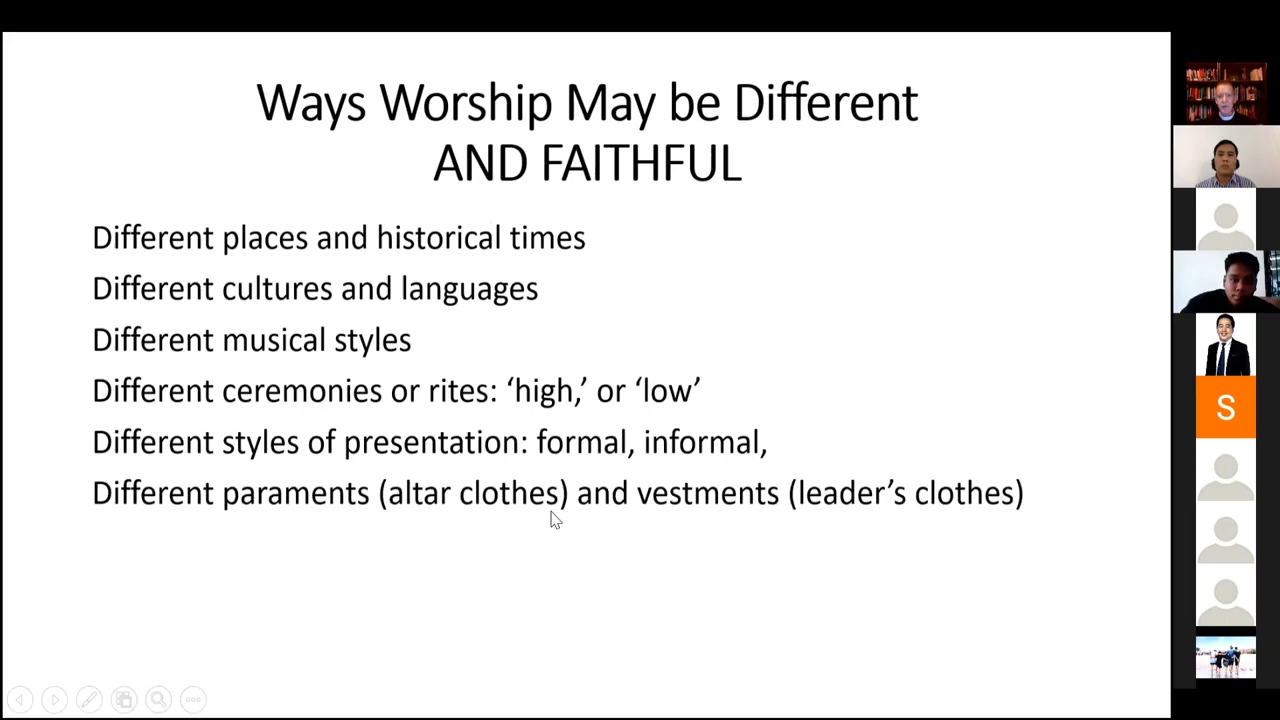 Ways Worship May be Different
AND FAITHFUL
Different places and historical times
Different cultures and languages
Different musical styles
Different ceremonies or rites: ‘high,’ or ‘low’
Different styles of presentation: formal, informal,
Different paraments (altar clothes) and vestments (leader’s clothes)
S